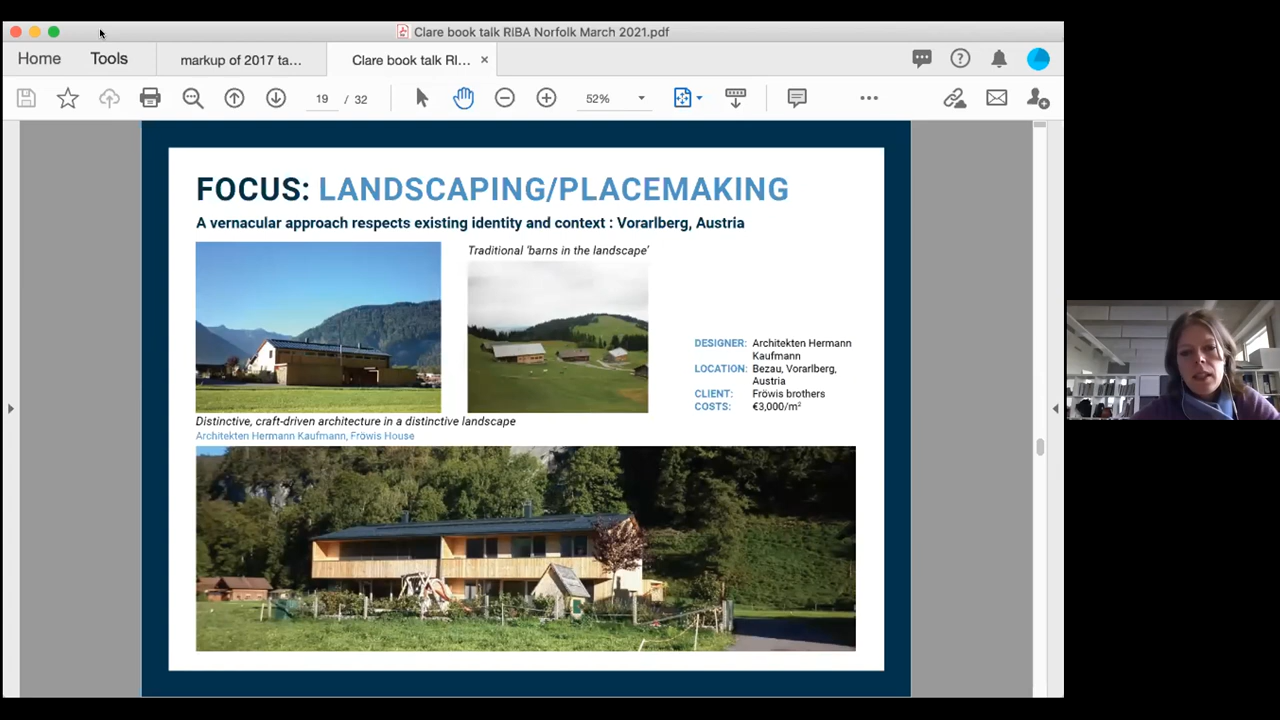 Clare book talk RIBA Norfolk March 2021.pdf
Home
Tools
markup of 2017 ta...
Clare book talk RI...
19 / 32
52%
FOCUS: LANDSCAPING/PLACEMAKING
A vernacular approach respects existing identity and context : Vorarlberg, Austria
Traditional ‘barns in the landscape’
DESIGNER: Architekten Hermann
Kaufmann
LOCATION: Bezau, Vorarlberg,
Austria
CLIENT: Fröwis brothers
COSTS: €3,000/m²
Distinctive, craft-driven architecture in a distinctive landscape
Architekten Hermann Kaufmann, Fröwis House